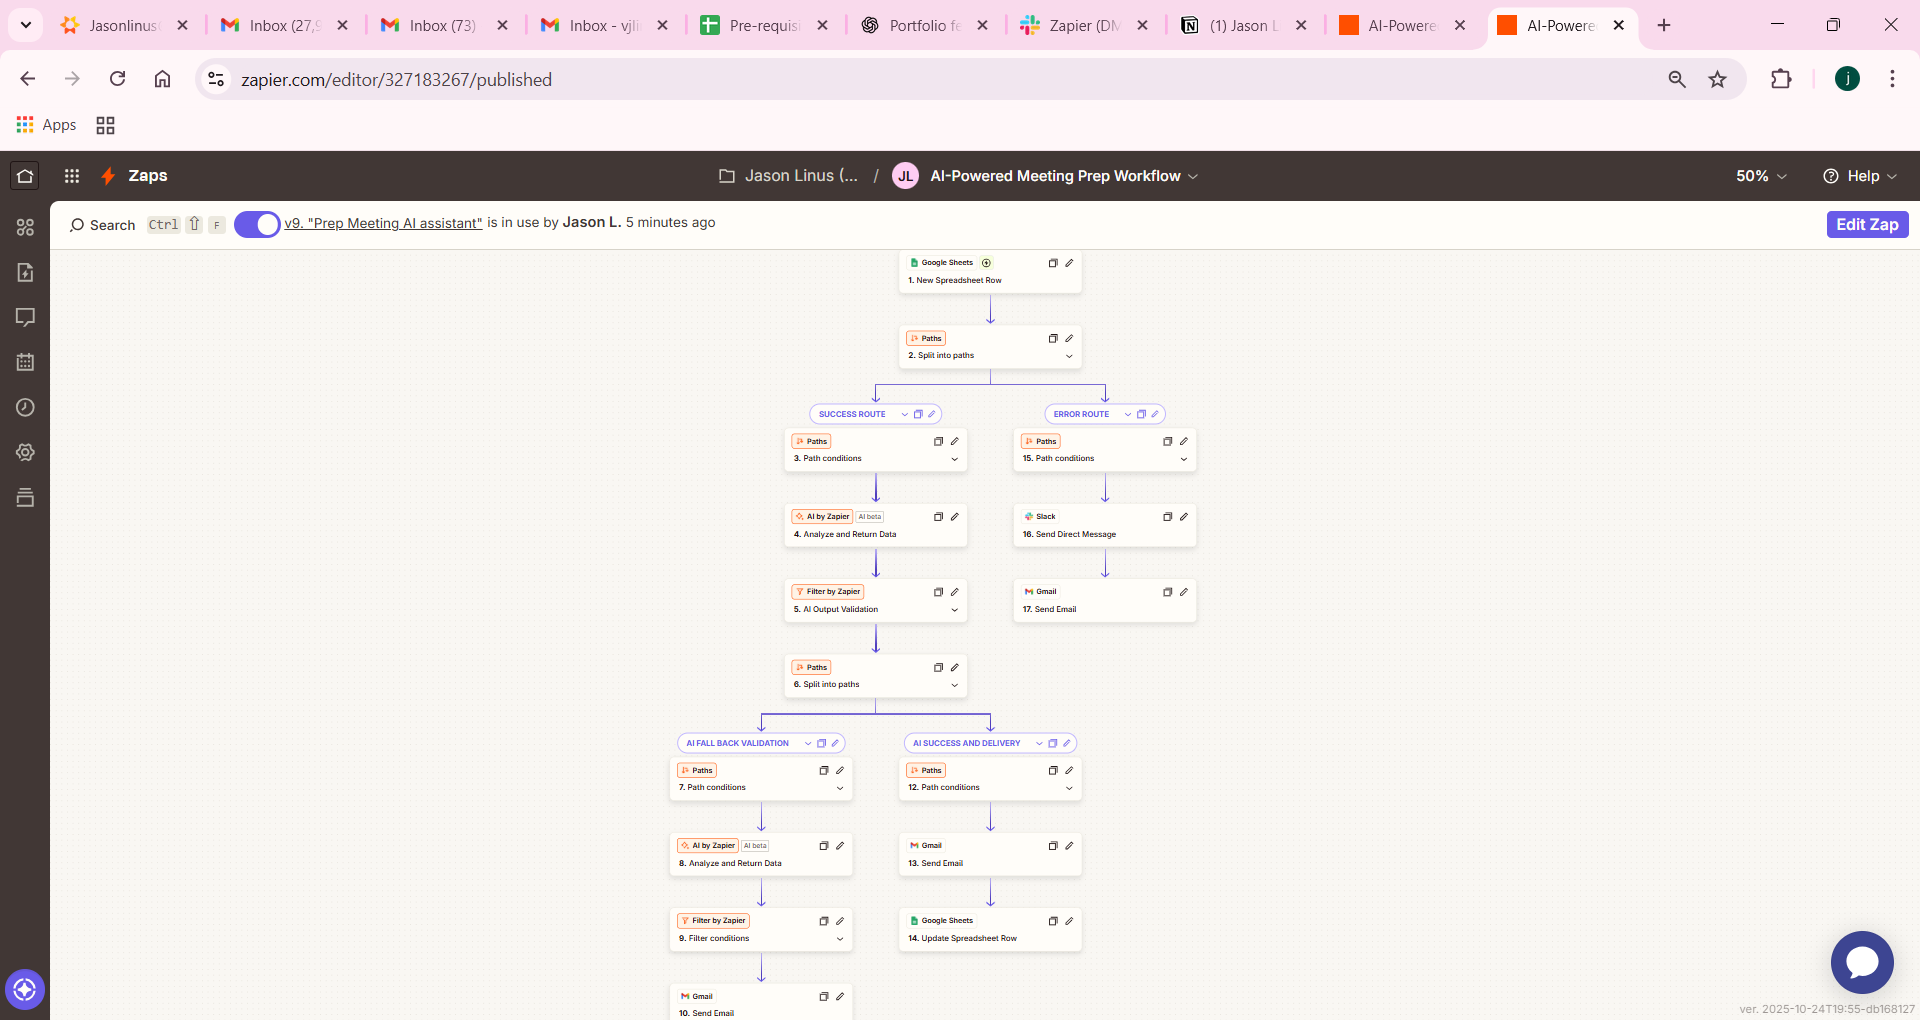 Jasonlinus
Inbox (27,9
Inbox (73)
Inbox - vjli
Pre-requisi
Portfolio fe
Zapier (DM
(1) Jason L
AI-Powere
AI-Powere
zapier.com/editor/327183267/published
j
Apps
Zaps
Jason Linus (... / JL AI-Powered Meeting Prep Workflow
50%
Help
Search Ctrl ⇧ F
v9. "Prep Meeting AI assistant" is in use by Jason L. 5 minutes ago
Edit Zap
Google Sheets
1. New Spreadsheet Row
Paths
2. Split into paths
SUCCESS ROUTE
ERROR ROUTE
Paths
3. Path conditions
Paths
15. Path conditions
AI by Zapier AI beta
4. Analyze and Return Data
Slack
16. Send Direct Message
Filter by Zapier
5. AI Output Validation
Gmail
17. Send Email
Paths
6. Split into paths
AI FALL BACK VALIDATION
AI SUCCESS AND DELIVERY
Paths
7. Path conditions
Paths
12. Path conditions
AI by Zapier AI beta
8. Analyze and Return Data
Gmail
13. Send Email
Filter by Zapier
9. Filter conditions
Google Sheets
14. Update Spreadsheet Row
Gmail
10. Send Email
ver. 2025-10-24T19:55-db168127